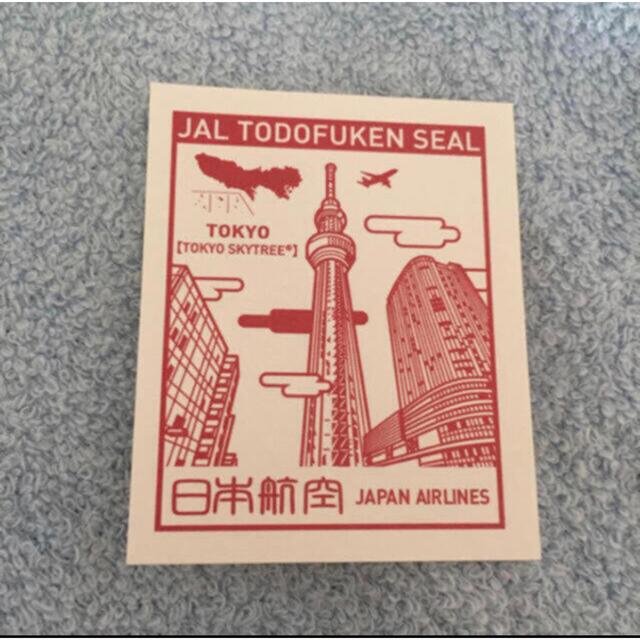 JAL TODOFUKEN SEAL
TOKYO
[TOKYO SKYTREE®]
日本航空 JAPAN AIRLINES